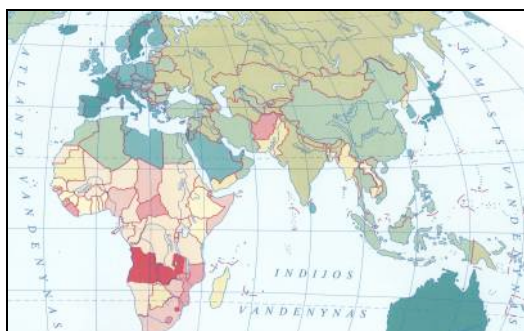 ATLANTO
VANDENYNAS
RAMUSIS VANDENYNAS
INDIJOS
VANDENYNAS